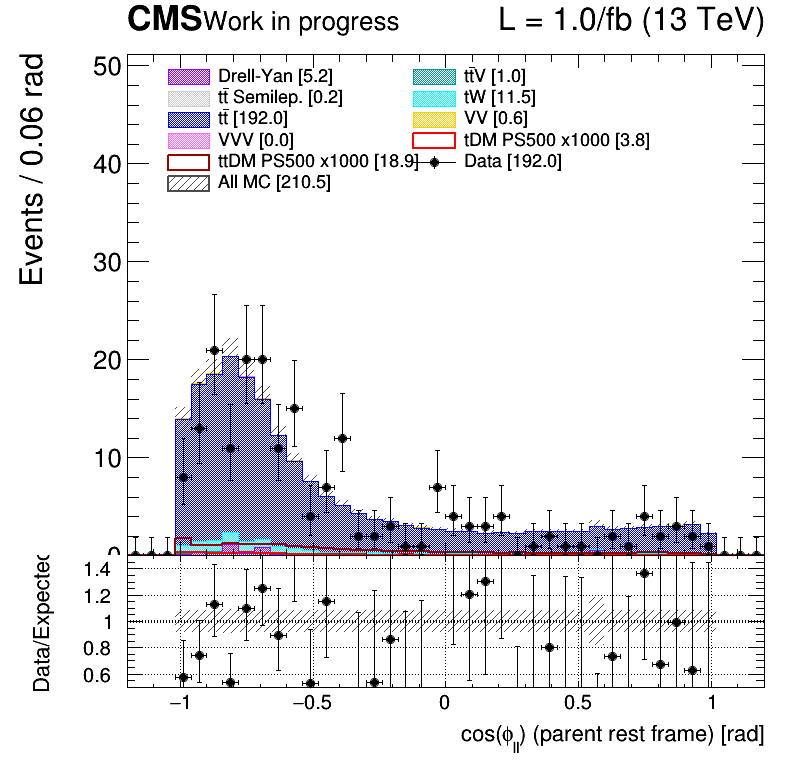 CMS Work in progress L = 1.0/fb (13 TeV)
Events / 0.06 rad
50
40
30
20
10
0
Drell-Yan [5.2]
tt̄V [1.0]
tt̄ Semilep. [0.2]
tW [11.5]
tt̄ [192.0]
VV [0.6]
VVV [0.0]
tDM PS500 x1000 [3.8]
ttDM PS500 x1000 [18.9]
Data [192.0]
All MC [210.5]
Data/Expected
1.4
1.2
1
0.8
0.6
−1 −0.5 0 0.5 1
cos(ϕ_ll) (parent rest frame) [rad]